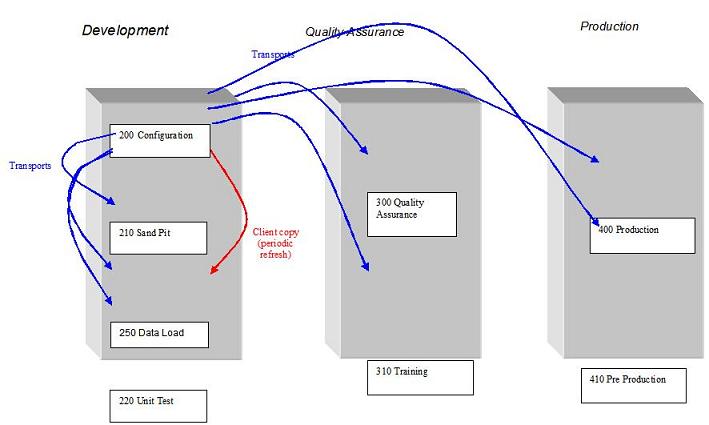 Development
Quality Assurance
Production
Transports
200 Configuration
Transports
300 Quality
Assurance
210 Sand Pit
Client copy
(periodic
refresh)
400 Production
250 Data Load
310 Training
410 Pre Production
220 Unit Test